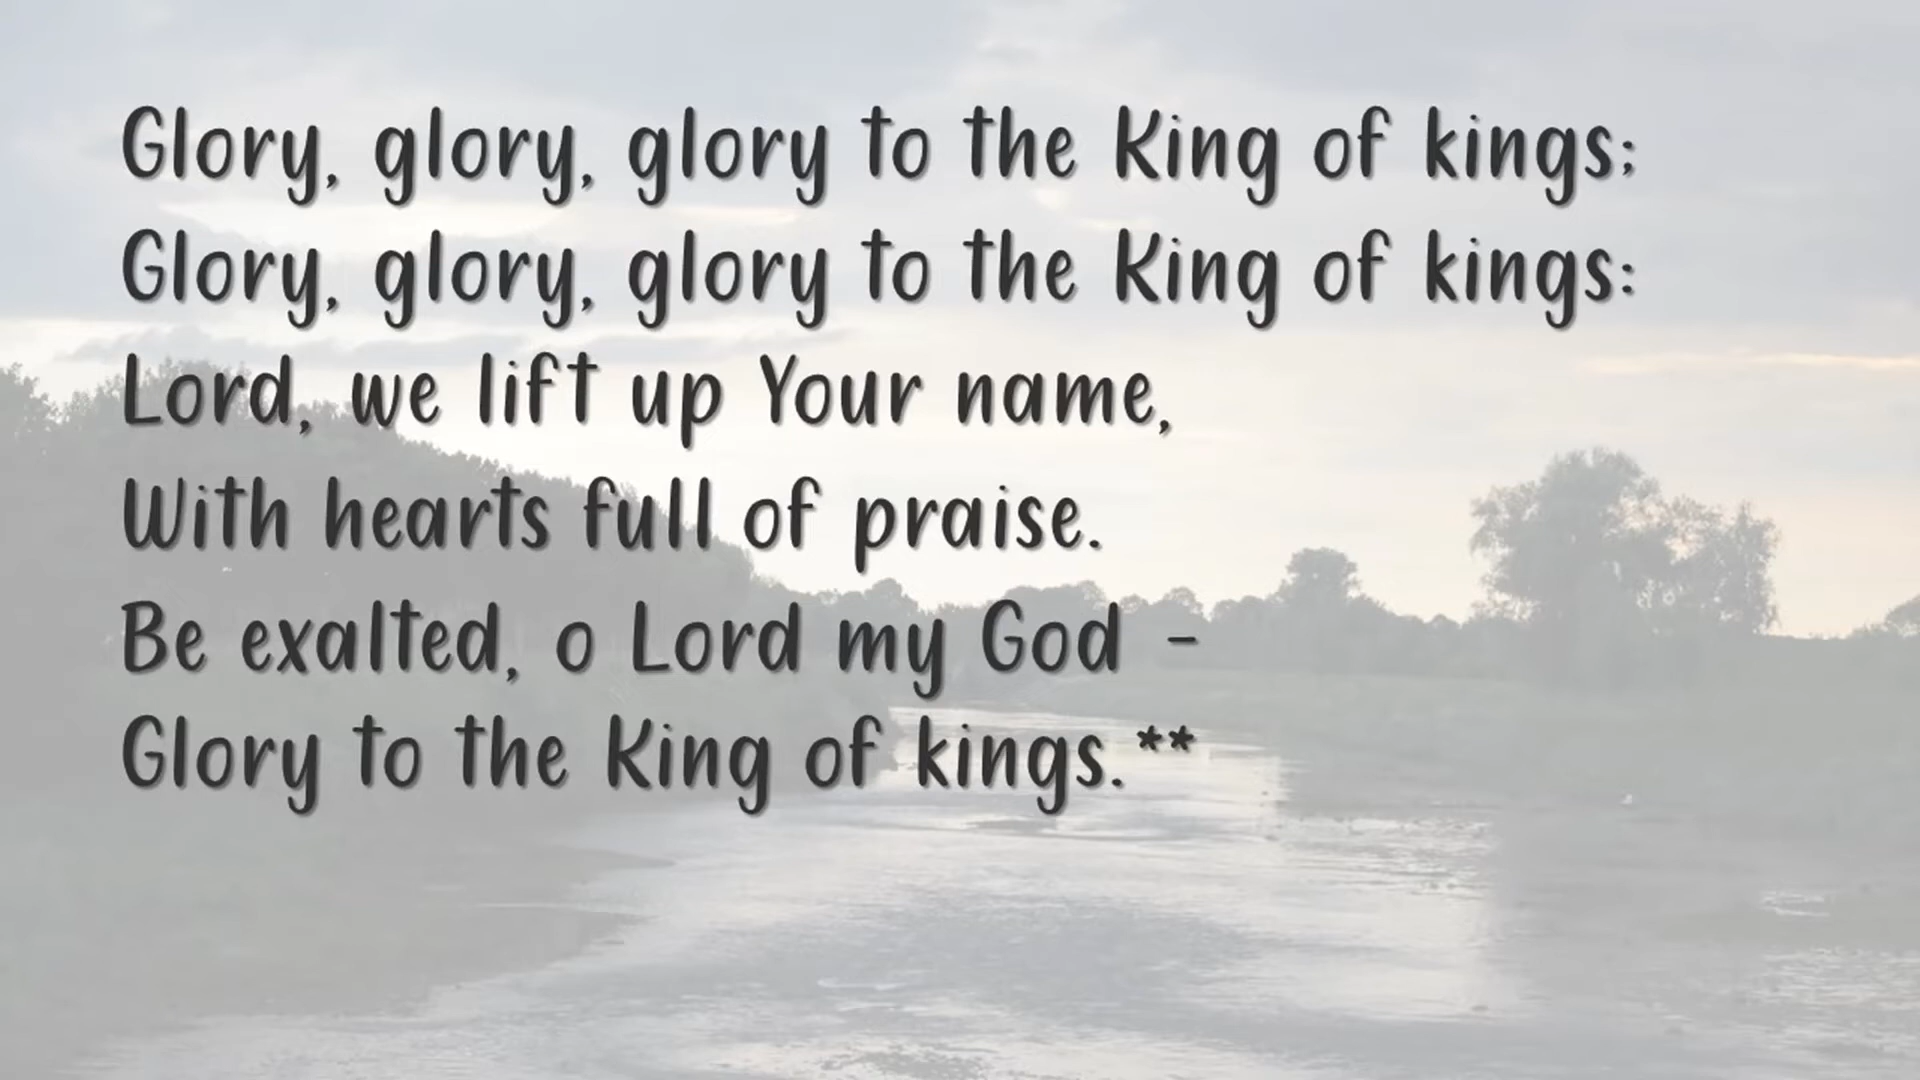 Glory, glory, glory to the King of kings;
Glory, glory, glory to the King of kings:
Lord, we lift up Your name,
With hearts full of praise.
Be exalted, o Lord my God -
Glory to the King of kings.**